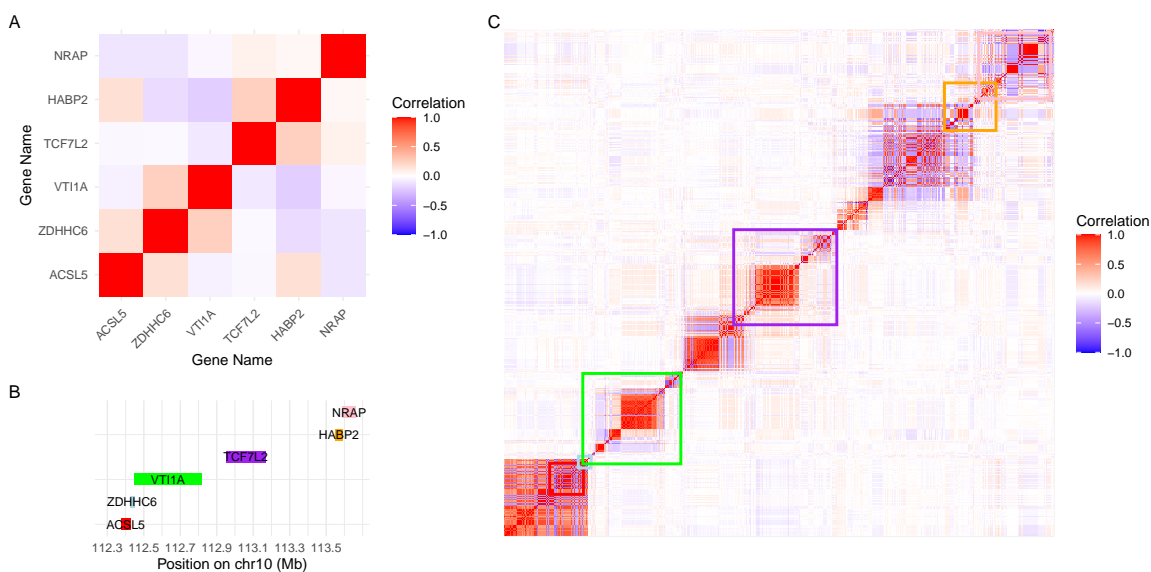 A
NRAP
HABP2
TCF7L2
VTI1A
ZDHHC6
ACSL5
Gene Name
ACSL5
ZDHHC6
VTI1A
TCF7L2
HABP2
NRAP
Gene Name
Correlation
1.0
0.5
0.0
−0.5
−1.0
B
NRAP
HABP2
TCF7L2
VTI1A
ZDHHC6
ACSL5
112.3 112.5 112.7 112.9 113.1 113.3 113.5
Position on chr10 (Mb)
C
Correlation
1.0
0.5
0.0
−0.5
−1.0